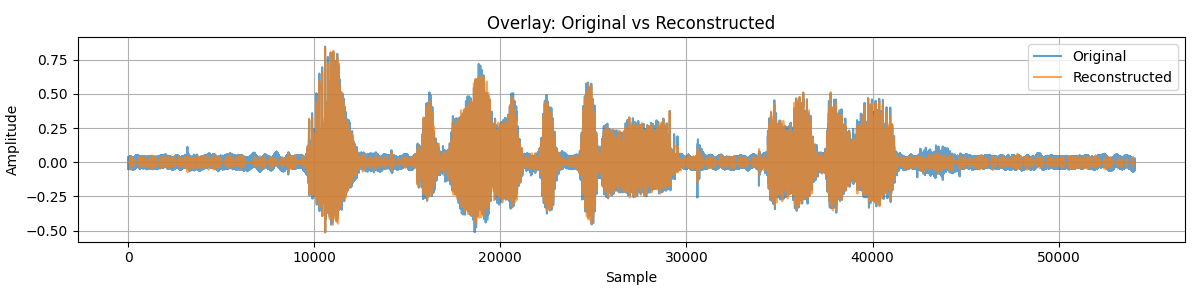 Overlay: Original vs Reconstructed
Original
Reconstructed
Amplitude
0.75
0.50
0.25
0.00
−0.25
−0.50
0 10000 20000 30000 40000 50000
Sample